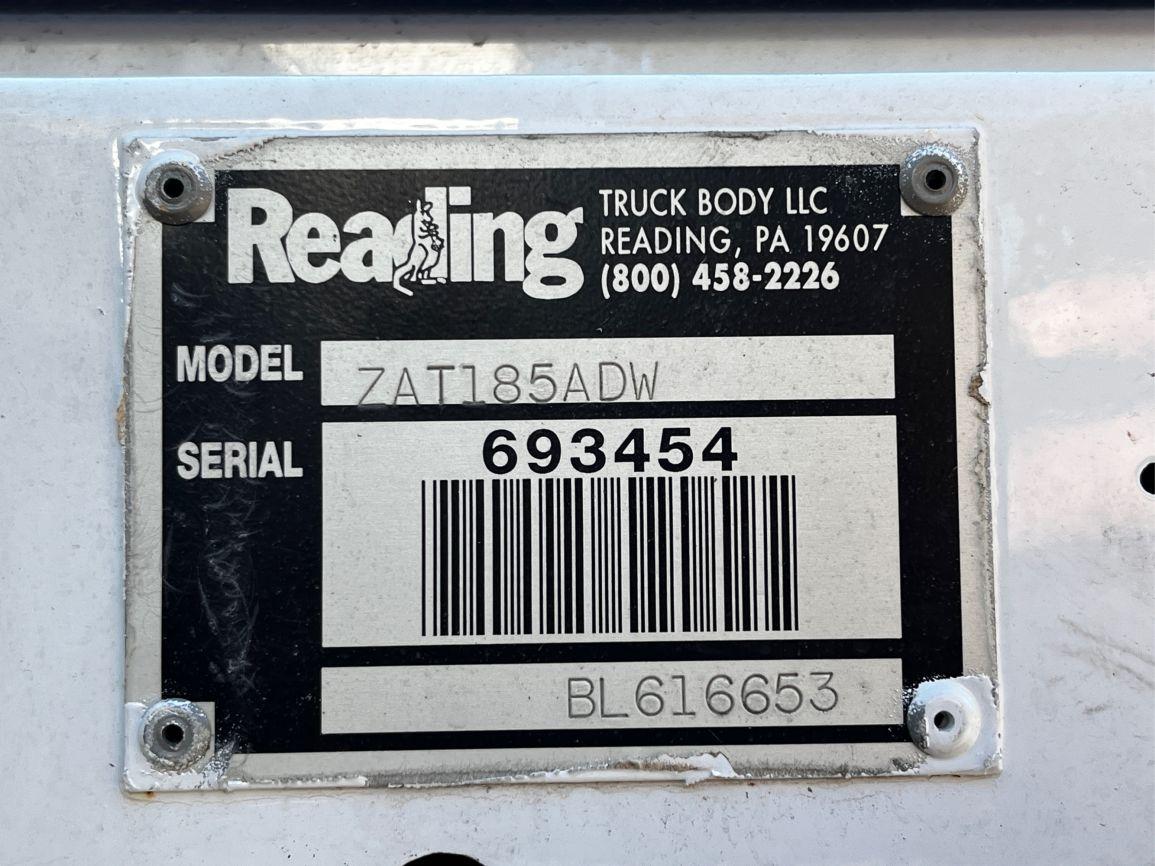 Reading
TRUCK BODY LLC
READING, PA 19607
(800) 458-2226
MODEL ZAT185ADW
SERIAL 693454
BL616653